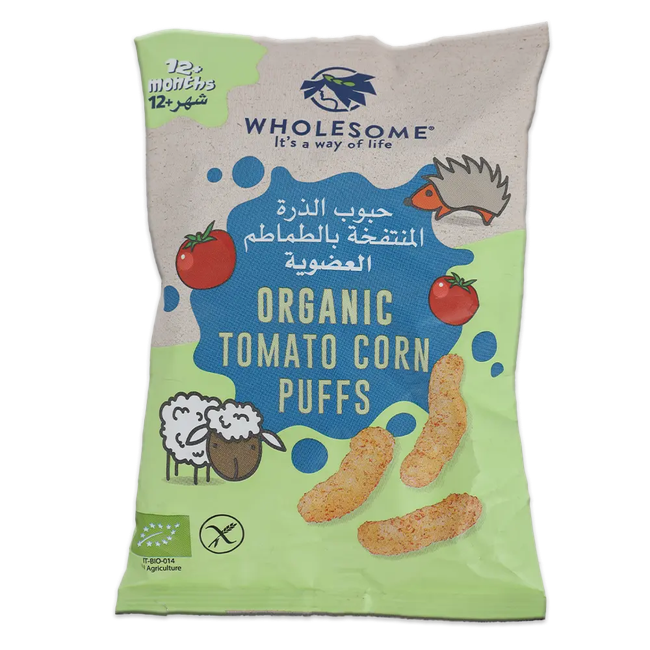 12+
months
شهر +12
WHOLESOME®
It's a way of life
حبوب الذرة
المنتفخة بالطماطم
العضوية
ORGANIC
TOMATO CORN
PUFFS
IT-BIO-014
Agriculture